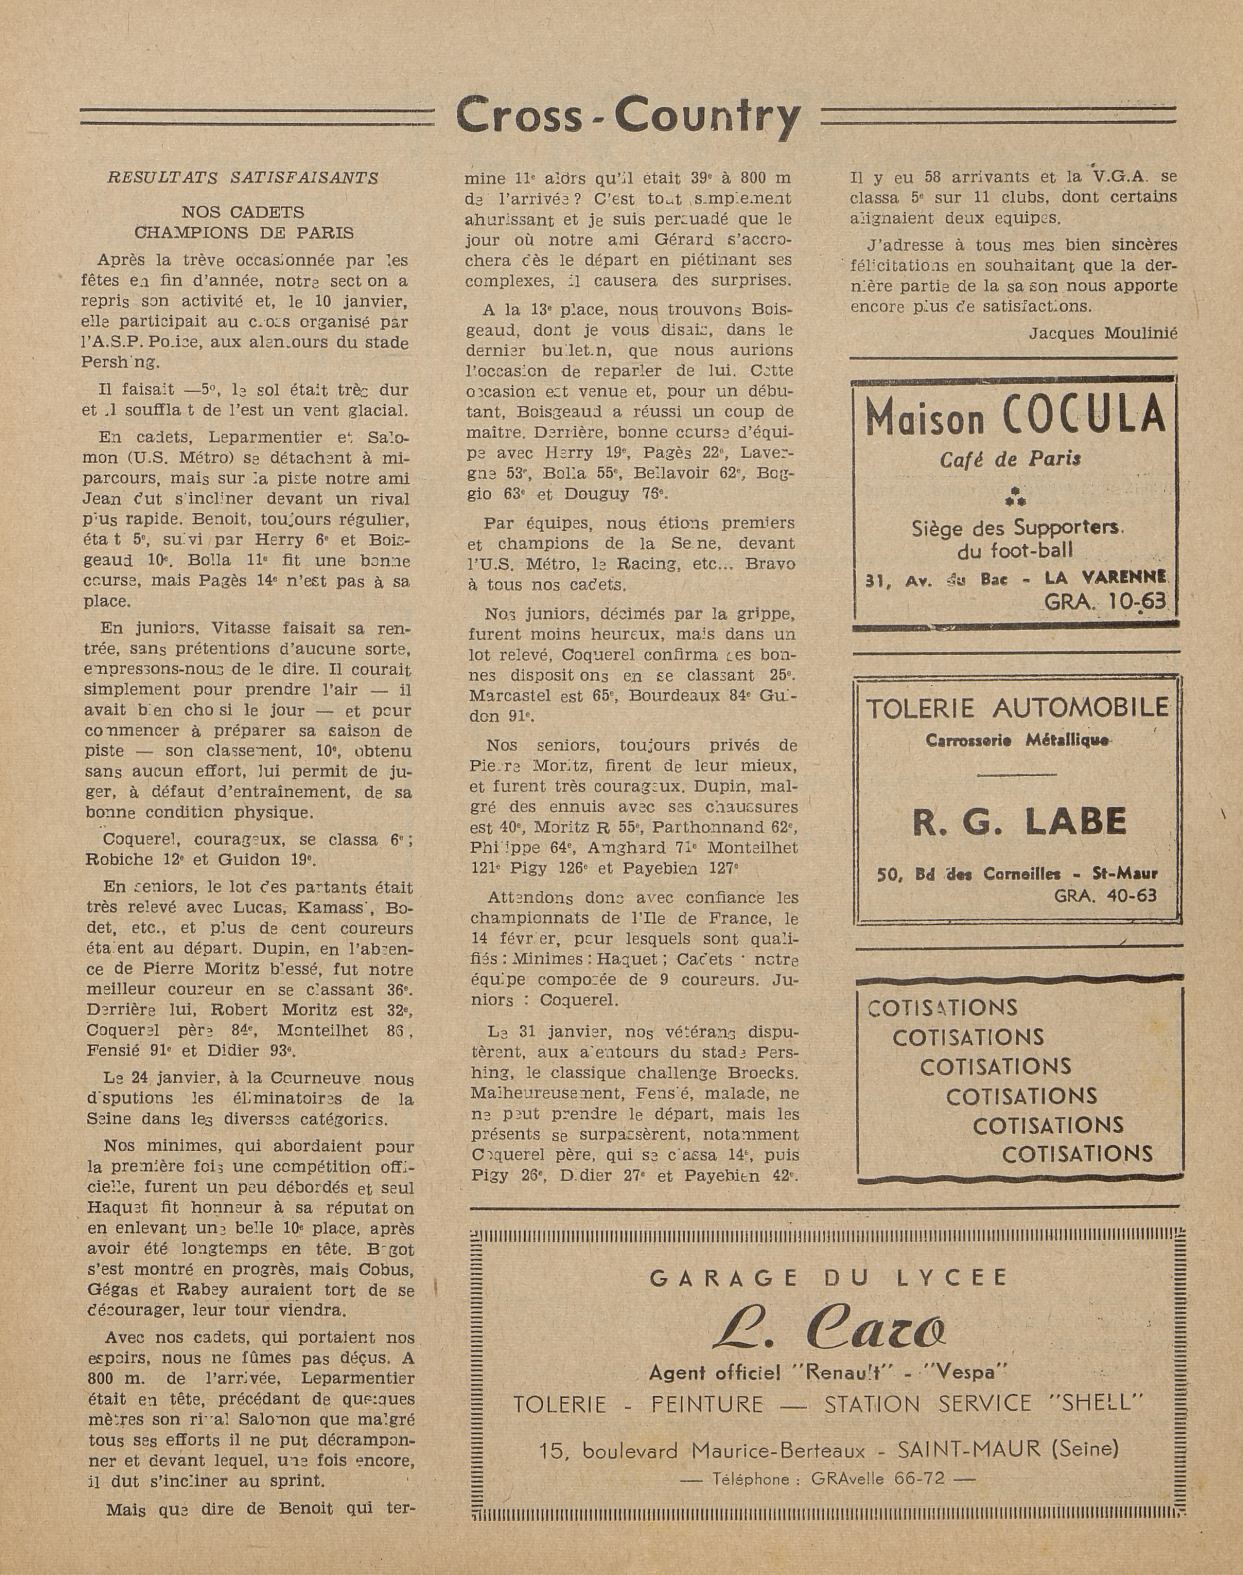 Cross-Country
RESULTATS SATISFAISANTS
NOS CADETS
CHAMPIONS DE PARIS
Après la trève occasionnée par les
fêtes en fin d'année, notre section a
repris son activité et, le 10 janvier,
elle participait au cross organisé par
l'A.S.P. Police, aux alentours du stade
Pershing.
Il faisait —5°, le sol était très dur
et il soufflait de l'est un vent glacial.
En cadets, Leparmentier et Salo-
mon (U.S. Métro) se détachent à mi-
parcours, mais sur la piste notre ami
Jean dut s'incliner devant un rival
plus rapide. Benoit, toujours régulier,
était 5e, suivi par Herry 6e et Bois-
geaud 10e. Bolla 11e fit une bonne
course, mais Pagès 14e n'est pas à sa
place.
En juniors, Vitasse faisait sa ren-
trée, sans prétentions d'aucune sorte,
empressons-nous de le dire. Il courait
simplement pour prendre l'air — il
avait bien choisi le jour — et pour
commencer à préparer sa saison de
piste — son classement, 10e, obtenu
sans aucun effort, lui permit de ju-
ger, à défaut d'entraînement, de sa
bonne condition physique.
Coquerel, courageux, se classa 6e ;
Robiche 12e et Guidon 19e.
En seniors, le lot des partants était
très relevé avec Lucas, Kamassi, Bo-
det, etc., et plus de cent coureurs
étaient au départ. Dupin, en l'absen-
ce de Pierre Moritz blessé, fut notre
meilleur coureur en se classant 36e.
Derrière lui, Robert Moritz est 32e,
Coquerel père 84e, Monteilhet 86,
Fensié 91e et Didier 93e.
Le 24 janvier, à la Courneuve nous
disputions les éliminatoires de la
Seine dans les diverses catégories.
Nos minimes, qui abordaient pour
la première fois une compétition offi-
cielle, furent un peu débordés et seul
Haquet fit honneur à sa réputation
en enlevant une belle 10e place, après
avoir été longtemps en tête. Bigot
s'est montré en progrès, mais Cobus,
Gégas et Rabey auraient tort de se
décourager, leur tour viendra.
Avec nos cadets, qui portaient nos
espoirs, nous ne fûmes pas déçus. A
800 m. de l'arrivée, Leparmentier
était en tête, précédant de quelques
mètres son rival Salomon que malgré
tous ses efforts il ne put décrampon-
ner et devant lequel, une fois encore,
il dut s'incliner au sprint.
Mais que dire de Benoit qui ter-
mine 11e alors qu'il était 39e à 800 m
de l'arrivée ? C'est tout simplement
ahurissant et je suis persuadé que le
jour où notre ami Gérard s'accro-
chera dès le départ en piétinant ses
complexes, il causera des surprises.
A la 13e place, nous trouvons Bois-
geaud, dont je vous disais, dans le
dernier bulletin, que nous aurions
l'occasion de reparler de lui. Cette
occasion est venue et, pour un débu-
tant, Boisgeaud a réussi un coup de
maître. Derrière, bonne course d'équi-
pe avec Herry 19e, Pagès 22e, Laver-
gne 53e, Bolla 55e, Bellavoir 62e, Bog-
gio 63e et Douguy 76e.
Par équipes, nous étions premiers
et champions de la Seine, devant
l'U.S. Métro, le Racing, etc... Bravo
à tous nos cadets.
Nos juniors, décimés par la grippe,
furent moins heureux, mais dans un
lot relevé, Coquerel confirma ses bon-
nes dispositions en se classant 25e.
Marcastel est 65e, Bourdeaux 84e Gui-
don 91e.
Nos seniors, toujours privés de
Pierre Moritz, firent de leur mieux,
et furent très courageux. Dupin, mal-
gré des ennuis avec ses chaussures
est 40e, Moritz R 55e, Parthonnand 62e,
Philippe 64e, Amghard 71e Monteilhet
121e Pigy 126e et Payebien 127e
Attendons donc avec confiance les
championnats de l'Ile de France, le
14 février, pour lesquels sont quali-
fiés : Minimes : Haquet ; Cadets : notre
équipe composée de 9 coureurs. Ju-
niors : Coquerel.
Le 31 janvier, nos vétérans dispu-
tèrent, aux alentours du stade Pers-
hing, le classique challenge Broecks.
Malheureusement, Fensié, malade, ne
ne peut prendre le départ, mais les
présents se surpassèrent, notamment
Coquerel père, qui se classa 14e, puis
Pigy 26e, Didier 27e et Payebien 42e.
Il y eu 58 arrivants et la V.G.A. se
classa 5e sur 11 clubs, dont certains
alignaient deux equipes.
J'adresse à tous mes bien sincères
félicitations en souhaitant que la der-
nière partie de la saison nous apporte
encore plus de satisfactions.
Jacques Moulinié
Maison COCULA
Café de Paris
Siège des Supporters.
du foot-ball
31, Av. du Bac - LA VARENNE
GRA. 10-63
TOLERIE AUTOMOBILE
Carrosserie Métallique
R. G. LABE
50, Bd des Corneilles - St-Maur
GRA. 40-63
COTISATIONS
COTISATIONS
COTISATIONS
COTISATIONS
COTISATIONS
COTISATIONS
GARAGE DU LYCEE
L. Cazo
Agent officiel "Renault" - "Vespa"
TOLERIE - PEINTURE — STATION SERVICE "SHELL"
15, boulevard Maurice-Berteaux - SAINT-MAUR (Seine)
— Téléphone : GRAvelle 66-72 —